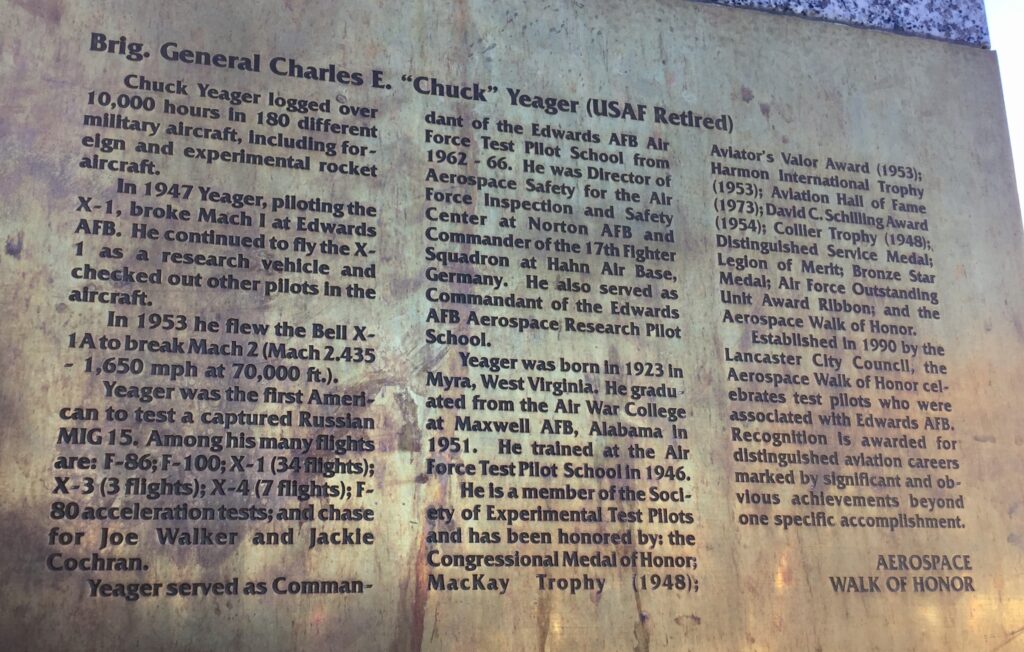 Brig. General Charles E. “Chuck” Yeager (USAF Retired)
Chuck Yeager logged over
10,000 hours in 180 different
military aircraft, including for-
eign and experimental rocket
aircraft.
In 1947 Yeager, piloting the
X-1, broke Mach I at Edwards
AFB. He continued to fly the X-
1 as a research vehicle and
checked out other pilots in the
aircraft.
In 1953 he flew the Bell X-
1A to break Mach 2 (Mach 2.435
- 1,650 mph at 70,000 ft.).
Yeager was the first Ameri-
can to test a captured Russian
MIG 15. Among his many flights
are: F-86; F-100; X-1 (34 flights);
X-3 (3 flights); X-4 (7 flights); F-
80 acceleration tests; and chase
for Joe Walker and Jackie
Cochran.
Yeager served as Comman-
dant of the Edwards AFB Air
Force Test Pilot School from
1962 - 66. He was Director of
Aerospace Safety for the Air
Force Inspection and Safety
Center at Norton AFB and
Commander of the 17th Fighter
Squadron at Hahn Air Base,
Germany. He also served as
Commandant of the Edwards
AFB Aerospace Research Pilot
School.
Yeager was born in 1923 in
Myra, West Virginia. He gradu-
ated from the Air War College
at Maxwell AFB, Alabama in
1951. He trained at the Air
Force Test Pilot School in 1946.
He is a member of the Soci-
ety of Experimental Test Pilots
and has been honored by: the
Congressional Medal of Honor;
MacKay Trophy (1948);
Aviator's Valor Award (1953);
Harmon International Trophy
(1953); Aviation Hall of Fame
(1973); David C. Schilling Award
(1954); Collier Trophy (1948);
Distinguished Service Medal;
Legion of Merit; Bronze Star
Medal; Air Force Outstanding
Unit Award Ribbon; and the
Aerospace Walk of Honor.
Established in 1990 by the
Lancaster City Council, the
Aerospace Walk of Honor cel-
ebrates test pilots who were
associated with Edwards AFB.
Recognition is awarded for
distinguished aviation careers
marked by significant and ob-
vious achievements beyond
one specific accomplishment.
AEROSPACE
WALK OF HONOR